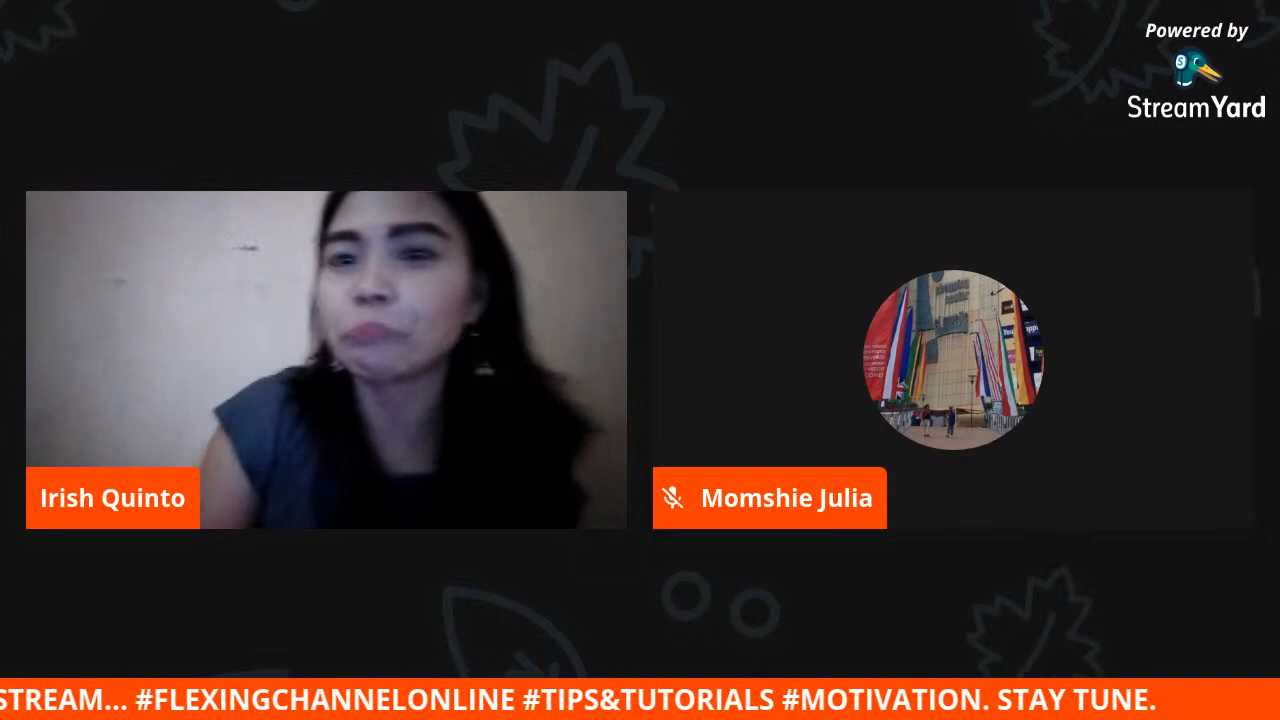 Powered by
StreamYard
Irish Quinto
Momshie Julia
STREAM... #FLEXINGCHANNELONLINE #TIPS&TUTORIALS #MOTIVATION. STAY TUNE.